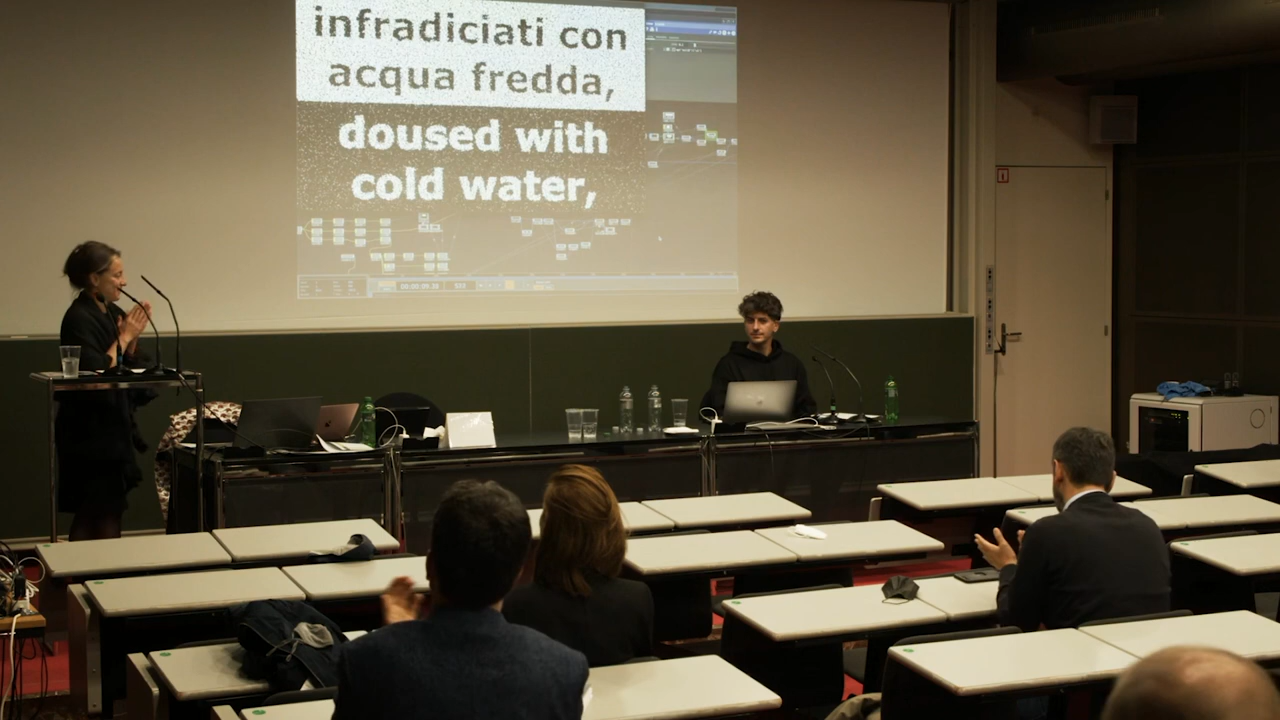 infradiciati con
acqua fredda,
doused with
cold water,